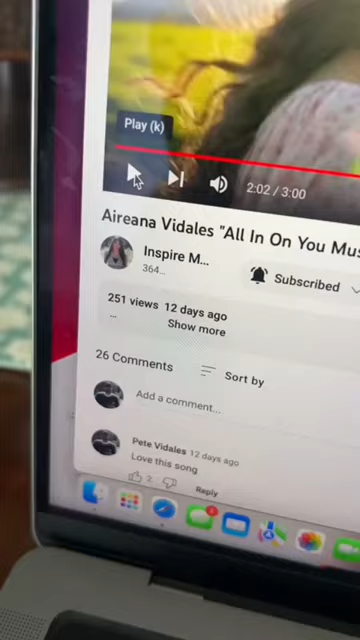 Play (k)
2:02 / 3:00
Aireana Vidales "All In On You Mus
Inspire M...
364...
Subscribed
251 views 12 days ago
...
Show more
26 Comments
Sort by
Add a comment...
Pete Vidales 12 days ago
Love this song
2
Reply